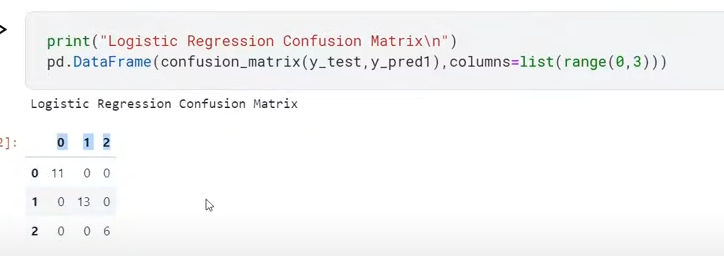 print("Logistic Regression Confusion Matrix\n")
pd.DataFrame(confusion_matrix(y_test,y_pred1),columns=list(range(0,3)))
Logistic Regression Confusion Matrix
2]:
0 1 2
0 11 0 0
1 0 13 0
2 0 0 6